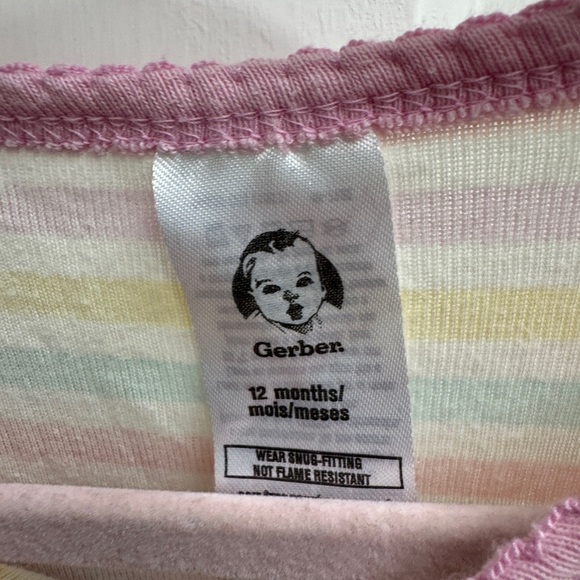 Gerber.
12 months/
mois/meses
WEAR SNUG-FITTING
NOT FLAME RESISTANT